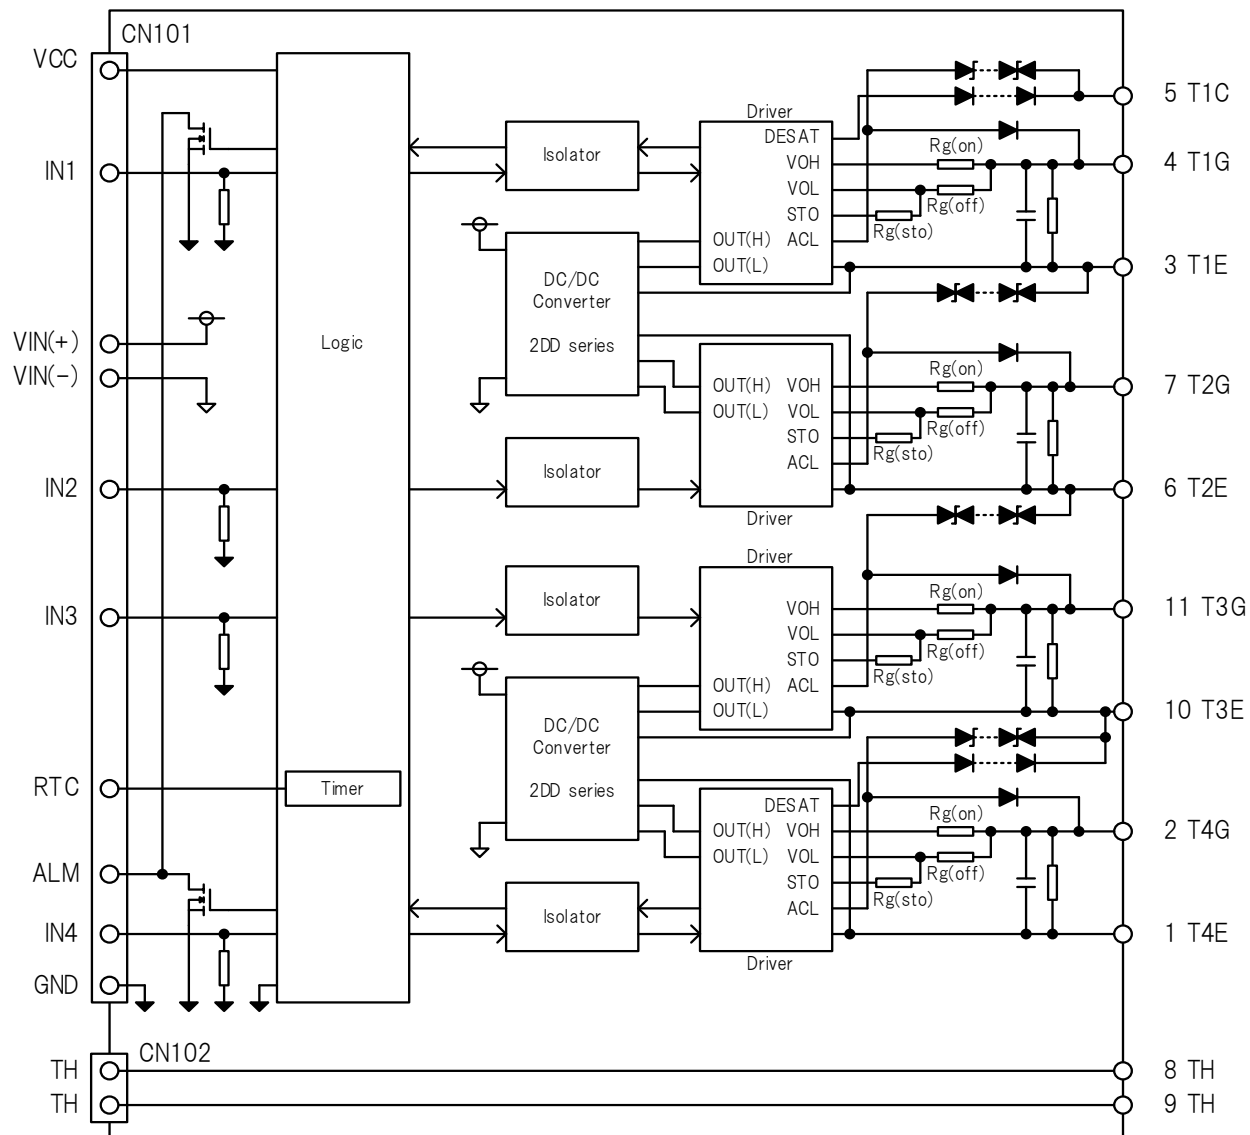 CN101
VCC
5 T1C
Driver
DESAT
Rg(on)
Isolator
VOH
4 T1G
IN1
VOL
Rg(off)
STO
Rg(sto)
OUT(H) ACL
OUT(L)
3 T1E
DC/DC
Converter
2DD series
VIN(+)
Logic
VIN(-)
Rg(on)
OUT(H) VOH
7 T2G
OUT(L) VOL
Rg(off)
STO
Rg(sto)
ACL
Isolator
IN2
6 T2E
Driver
Driver
Isolator
Rg(on)
VOH
11 T3G
IN3
VOL
Rg(off)
STO
Rg(sto)
OUT(H) ACL
OUT(L)
10 T3E
DC/DC
Converter
2DD series
RTC
Timer
DESAT
Rg(on)
OUT(H) VOH
2 T4G
OUT(L) VOL
Rg(off)
ALM
STO
Rg(sto)
ACL
Isolator
IN4
1 T4E
Driver
GND
CN102
TH
8 TH
TH
9 TH